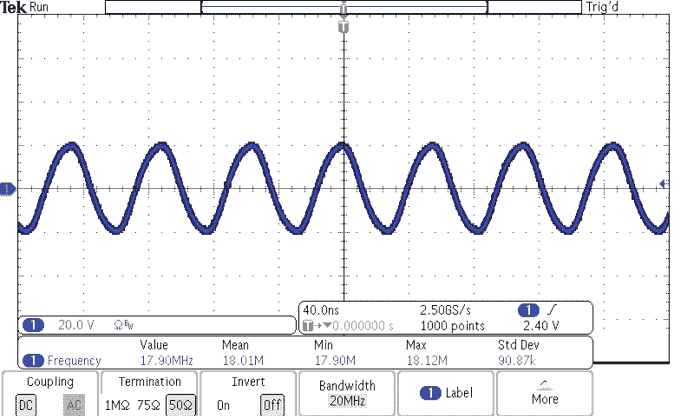 Tek Run Trig'd
T
T
1
1 20.0 V ΩBW
40.0ns 2.50GS/s 1
T→▼0.000000 s 1000 points 2.40 V
Value Mean Min Max Std Dev
1 Frequency 17.90MHz 18.01M 17.90M 18.12M 90.87k
Coupling Termination Invert Bandwidth 1 Label More
DC AC 1MΩ 75Ω 50Ω On Off 20MHz